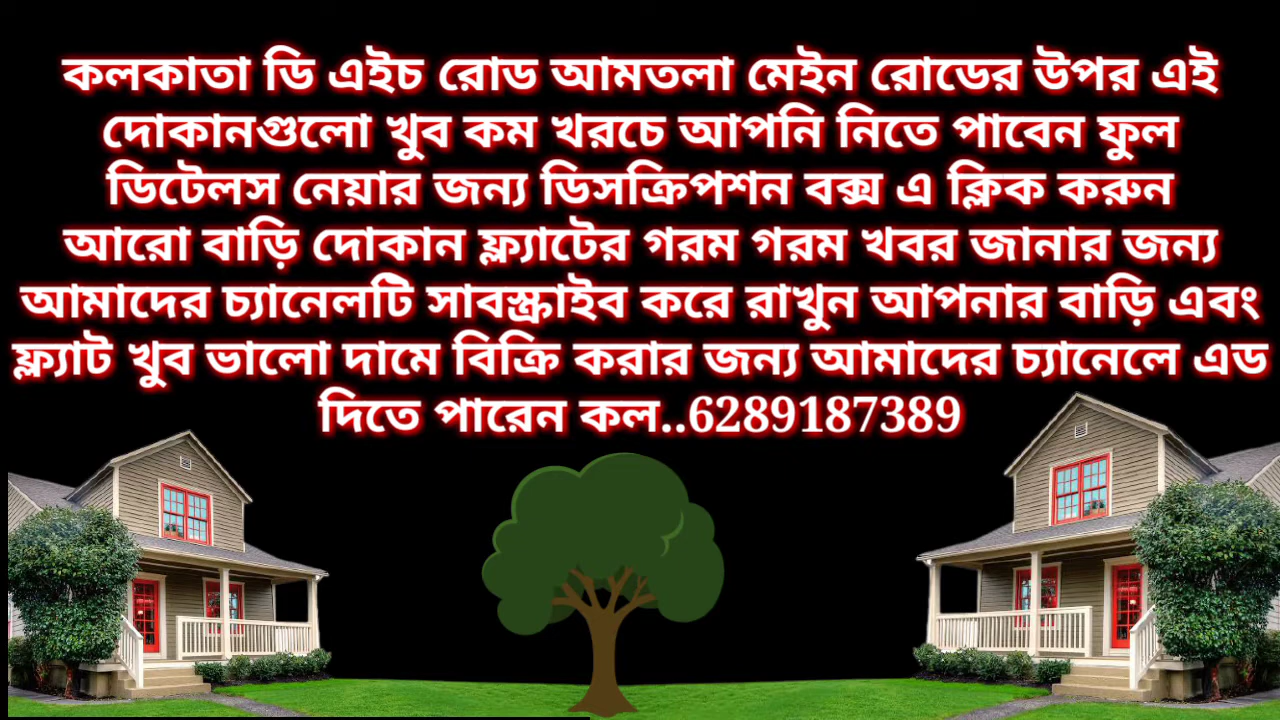 কলকাতা ডি এইচ রোড আমতলা মেইন রোডের উপর এই
দোকানগুলো খুব কম খরচে আপনি নিতে পাবেন ফুল
ডিটেলস নেয়ার জন্য ডিসক্রিপশন বক্স এ ক্লিক করুন
আরো বাড়ি দোকান ফ্ল্যাটের গরম গরম খবর জানার জন্য
আমাদের চ্যানেলটি সাবস্ক্রাইব করে রাখুন আপনার বাড়ি এবং
ফ্ল্যাট খুব ভালো দামে বিক্রি করার জন্য আমাদের চ্যানেলে এড
দিতে পারেন কল..6289187389